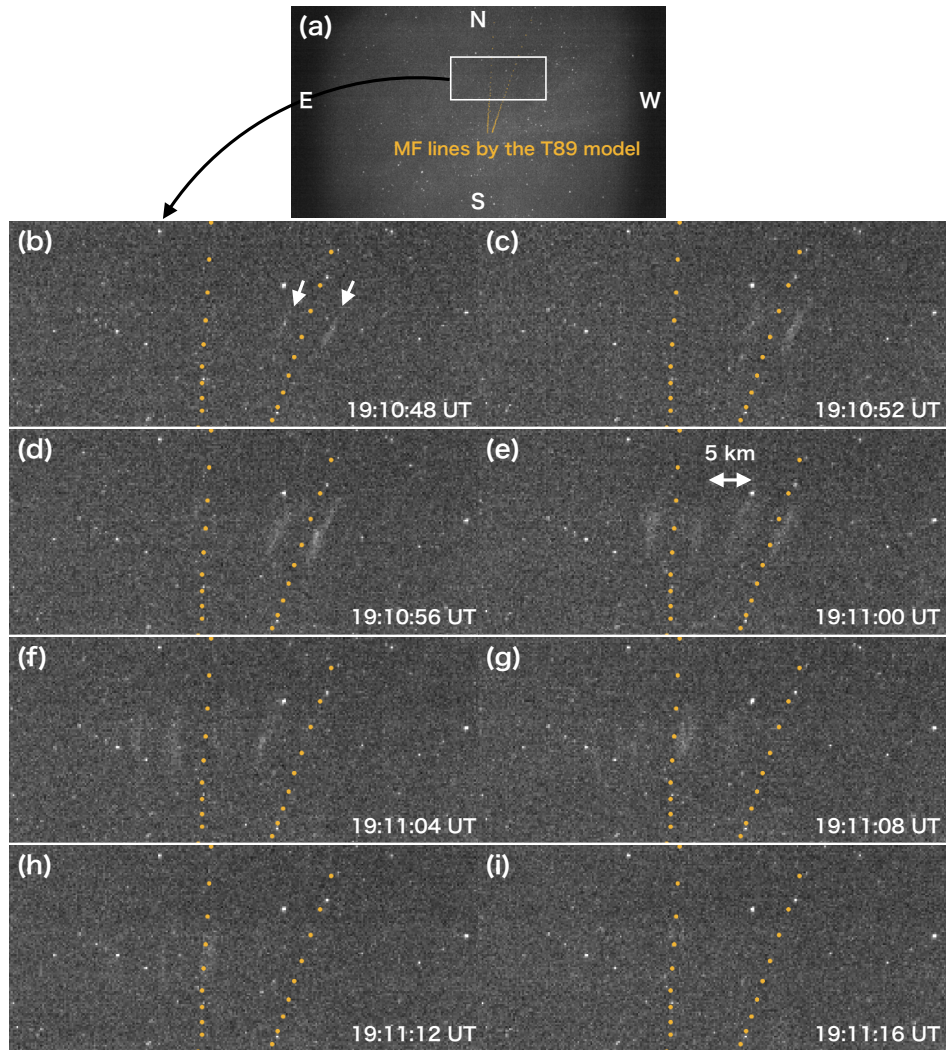 (a)
N
E
W
MF lines by the T89 model
S
(b)
19:10:48 UT
(c)
19:10:52 UT
(d)
19:10:56 UT
(e)
5 km
19:11:00 UT
(f)
19:11:04 UT
(g)
19:11:08 UT
(h)
19:11:12 UT
(i)
19:11:16 UT